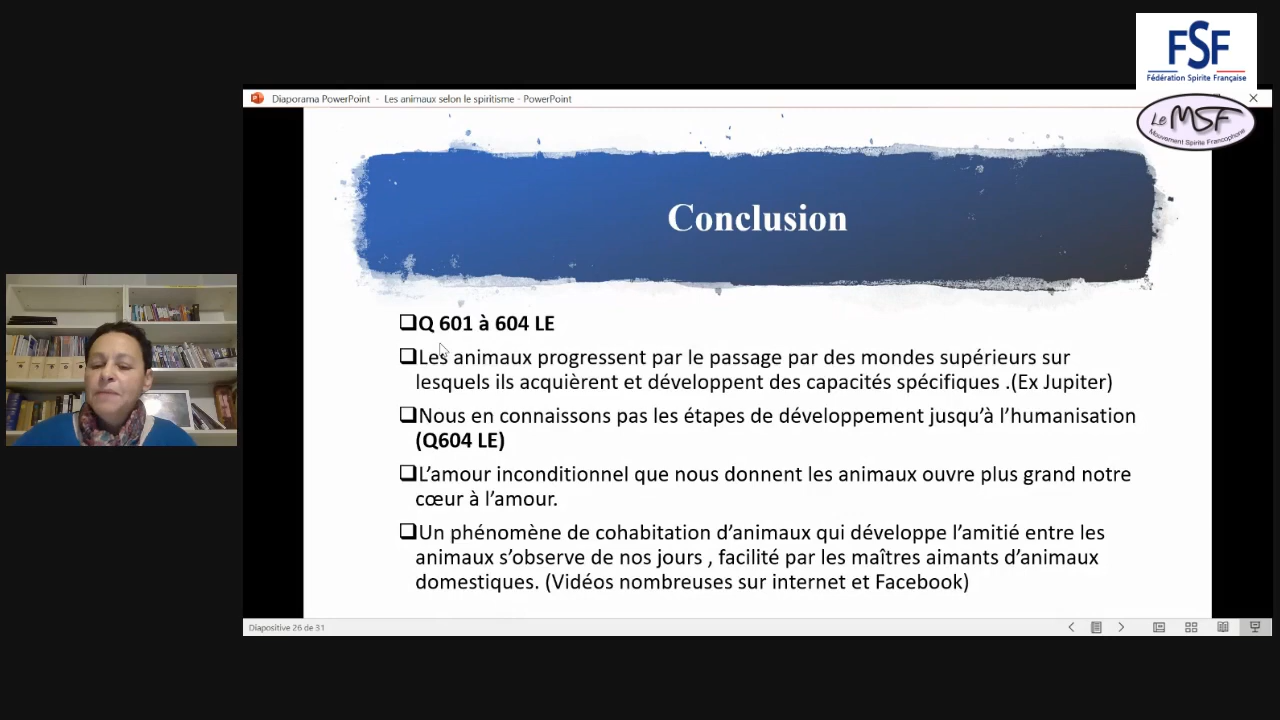 FSF
Fédération Spirite Française
Le MSF
Mouvement Spirite Francophone
Diaporama PowerPoint - Les animaux selon le spiritisme - PowerPoint
Conclusion
Q 601 à 604 LE
Les animaux progressent par le passage par des mondes supérieurs sur
lesquels ils acquièrent et développent des capacités spécifiques .(Ex Jupiter)
Nous en connaissons pas les étapes de développement jusqu'à l'humanisation
(Q604 LE)
L'amour inconditionnel que nous donnent les animaux ouvre plus grand notre
cœur à l'amour.
Un phénomène de cohabitation d'animaux qui développe l'amitié entre les
animaux s'observe de nos jours , facilité par les maîtres aimants d'animaux
domestiques. (Vidéos nombreuses sur internet et Facebook)
Diapositive 26 de 31